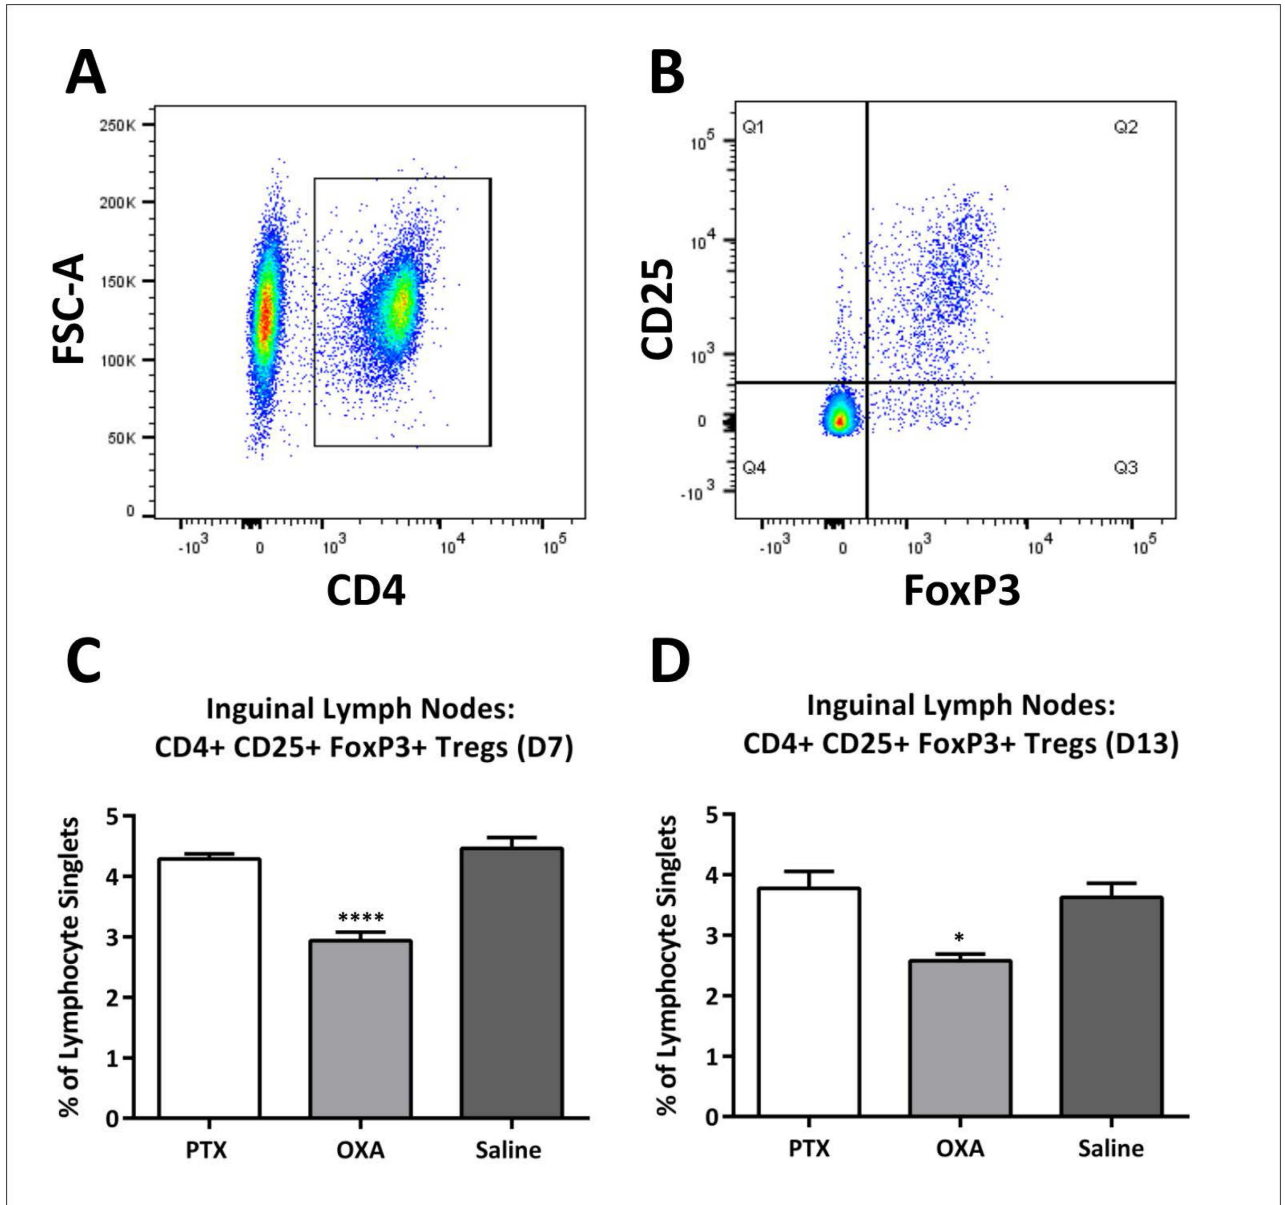 A
FSC-A
250K
200K
150K
100K
50K
0
-10³ 0 10³ 10⁴ 10⁵
CD4
B
CD25
Q1 Q2
10⁵
10⁴
10³
0
-10³
Q4 Q3
-10³ 0 10³ 10⁴ 10⁵
FoxP3
C
Inguinal Lymph Nodes:
CD4+ CD25+ FoxP3+ Tregs (D7)
% of Lymphocyte Singlets
5
4
3
2
1
0
****
PTX OXA Saline
D
Inguinal Lymph Nodes:
CD4+ CD25+ FoxP3+ Tregs (D13)
% of Lymphocyte Singlets
5
4
3
2
1
0
*
PTX OXA Saline